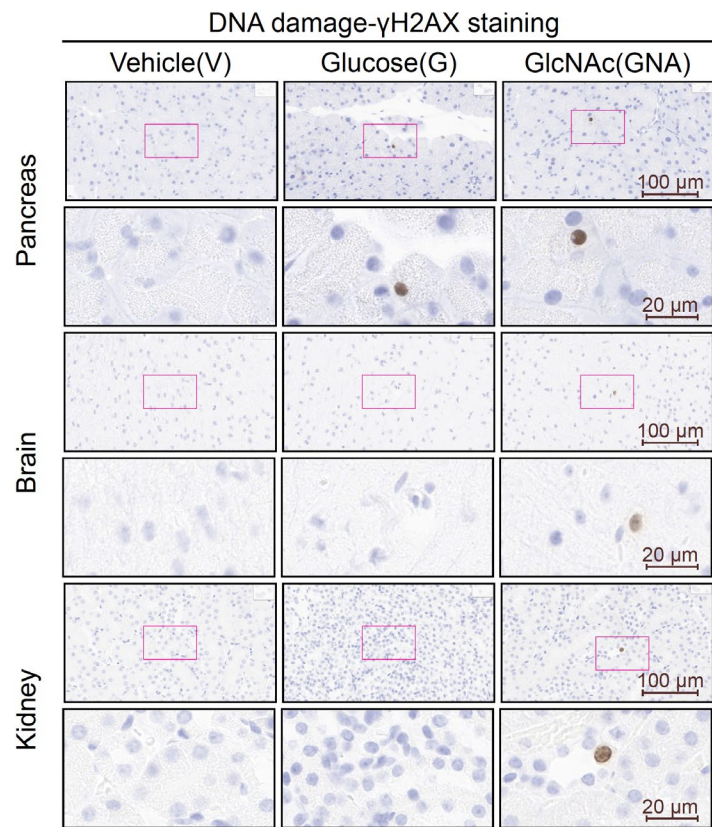 DNA damage-γH2AX staining
Vehicle(V) Glucose(G) GlcNAc(GNA)
Pancreas
100 µm
20 µm
Brain
100 µm
20 µm
Kidney
100 µm
20 µm